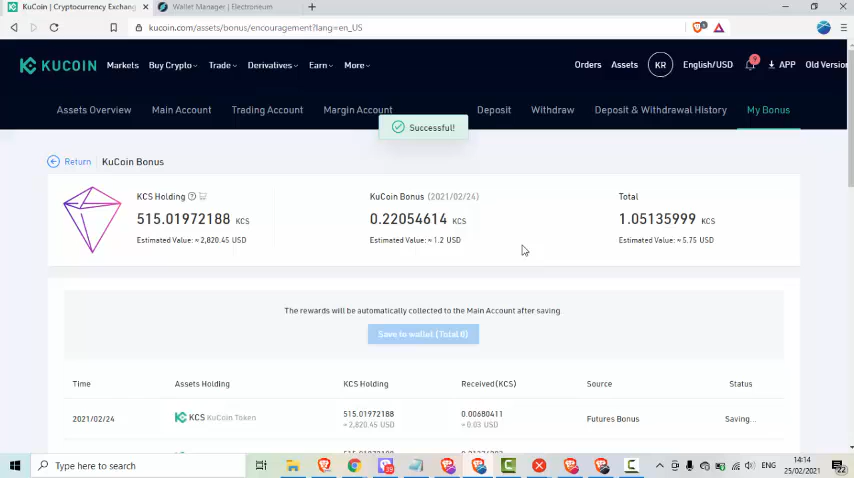 KuCoin | Cryptocurrency Exchang
Wallet Manager | Electroneum
kucoin.com/assets/bonus/encouragement?lang=en_US
KUCOIN Markets Buy Crypto Trade Derivatives Earn More Orders Assets KR English/USD APP Old Version
Assets Overview Main Account Trading Account Margin Account Deposit Withdraw Deposit & Withdrawal History My Bonus
Successful!
Return KuCoin Bonus
KCS Holding KuCoin Bonus (2021/02/24) Total
515.01972188 KCS 0.22054614 KCS 1.05135999 KCS
Estimated Value: ≈ 2,820.45 USD Estimated Value: ≈ 1.2 USD Estimated Value: ≈ 5.75 USD
The rewards will be automatically collected to the Main Account after saving.
Save to wallet (Total:0)
Time Assets Holding KCS Holding Received(KCS) Source Status
2021/02/24 KCS KuCoin Token 515.01972188 0.00680411 Futures Bonus Saving...
≈ 2,820.45 USD ≈ 0.03 USD
Type here to search
ENG
14:14
25/02/2021
22